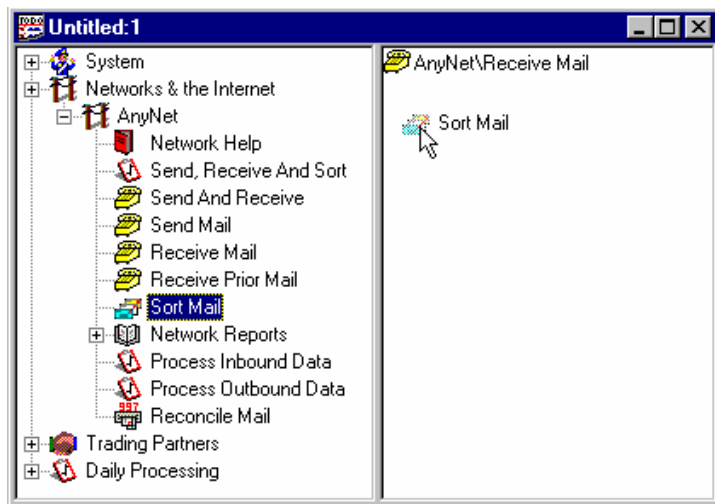 Untitled:1
System
Networks & the Internet
AnyNet
Network Help
Send, Receive And Sort
Send And Receive
Send Mail
Receive Mail
Receive Prior Mail
Sort Mail
Network Reports
Process Inbound Data
Process Outbound Data
997
Reconcile Mail
Trading Partners
Daily Processing
AnyNet\Receive Mail
Sort Mail